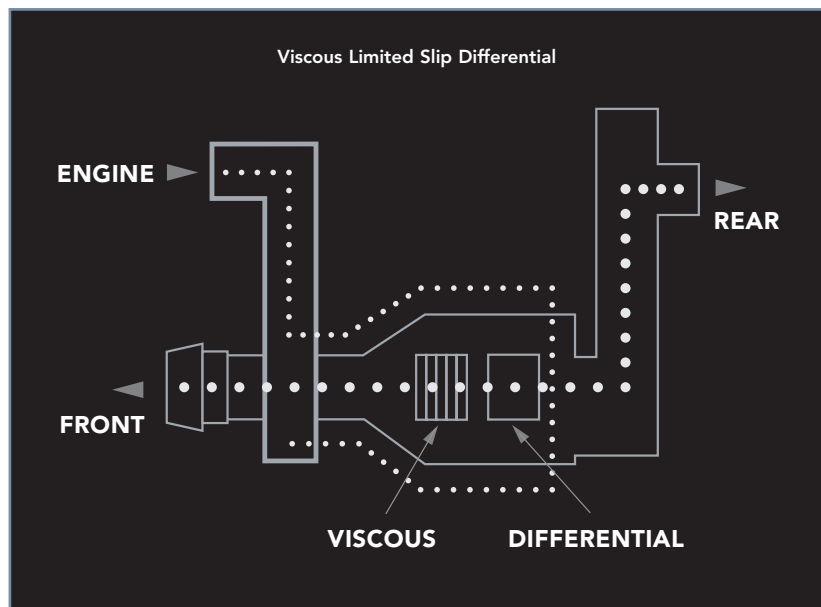 Viscous Limited Slip Differential
ENGINE
REAR
FRONT
VISCOUS
DIFFERENTIAL